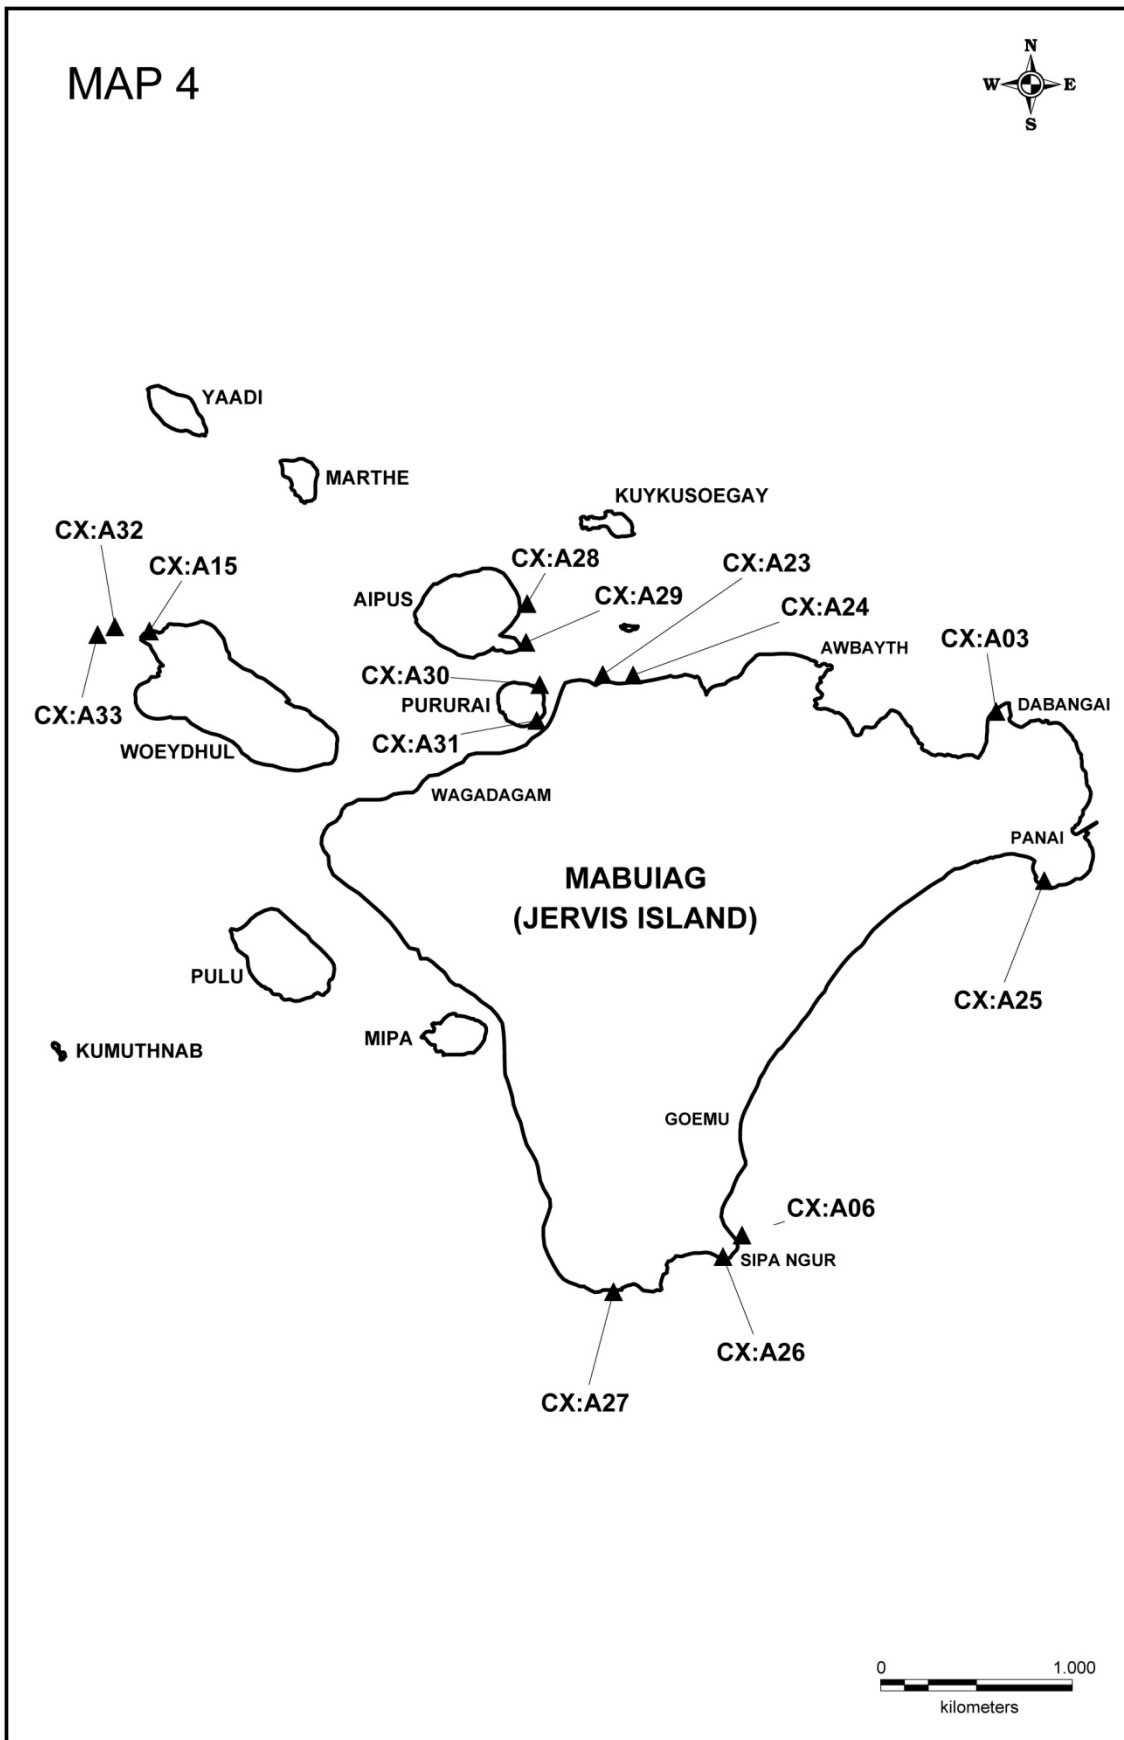 MAP 4
N
W E
S
YAADI
MARTHE
KUYKUSOEGAY
CX:A32
CX:A15
CX:A28
CX:A23
AIPUS
CX:A29
CX:A24
CX:A03
AWBAYTH
CX:A30
PURURAI
DABANGAI
CX:A33
CX:A31
WOEYDHUL
WAGADAGAM
PANAI
MABUIAG
(JERVIS ISLAND)
PULU
CX:A25
MIPA
KUMUTHNAB
GOEMU
CX:A06
SIPA NGUR
CX:A26
CX:A27
0 1.000
kilometers